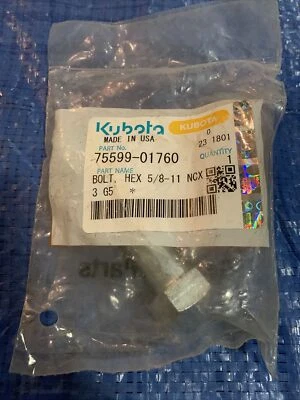 Kubota KUBOTA
MADE IN USA 0
PART No. 23 1801
75599-01760 QUANTITY
1
PART NAME
BOLT, HEX 5/8-11 NCX
3 G5 *
Parts